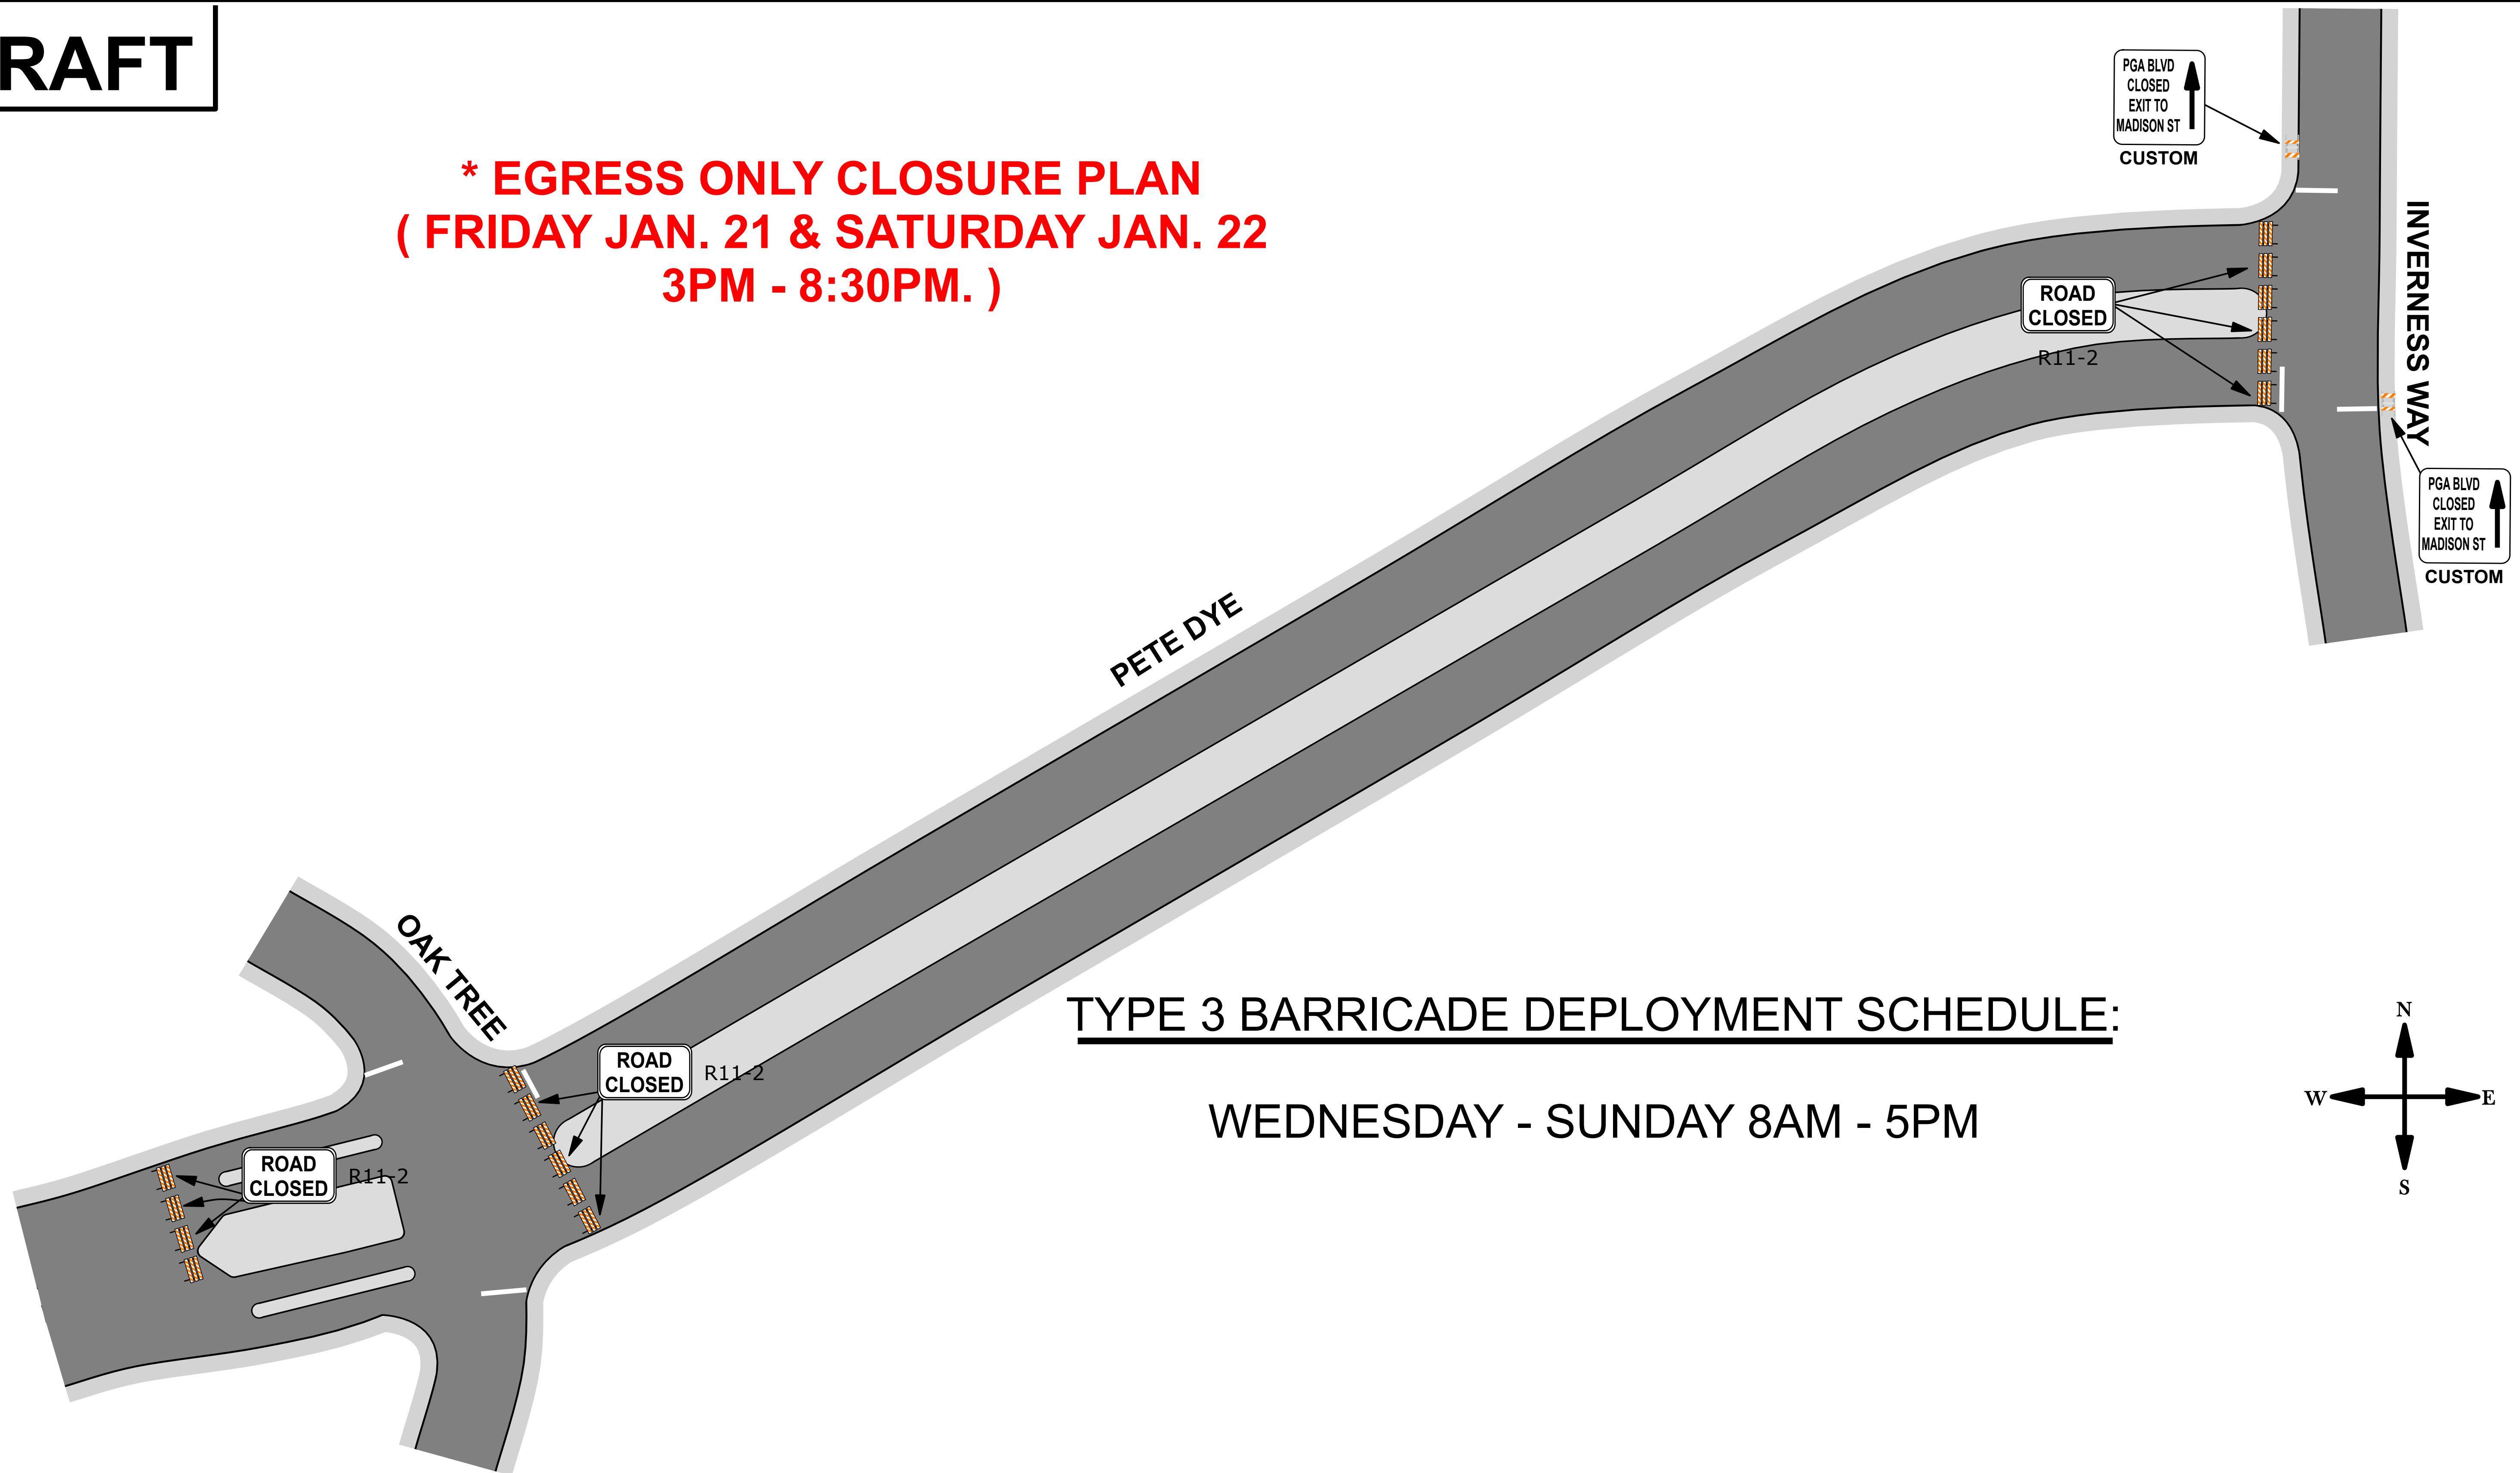 RAFT
* EGRESS ONLY CLOSURE PLAN
( FRIDAY JAN. 21 & SATURDAY JAN. 22
3PM - 8:30PM. )
PGA BLVD
CLOSED
EXIT TO
MADISON ST
CUSTOM
INVERNESS WAY
ROAD
CLOSED
R11-2
PGA BLVD
CLOSED
EXIT TO
MADISON ST
CUSTOM
PETE DYE
OAK TREE
ROAD
CLOSED
R11-2
ROAD
CLOSED
R11-2
TYPE 3 BARRICADE DEPLOYMENT SCHEDULE:
WEDNESDAY - SUNDAY 8AM - 5PM
N
W
E
S